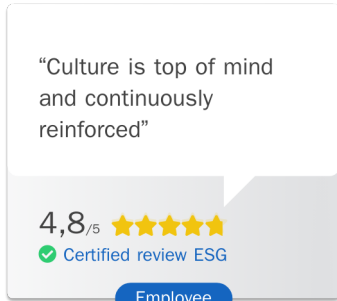 “Culture is top of mind
and continuously
reinforced”
4,8/5
Certified review ESG
Employee